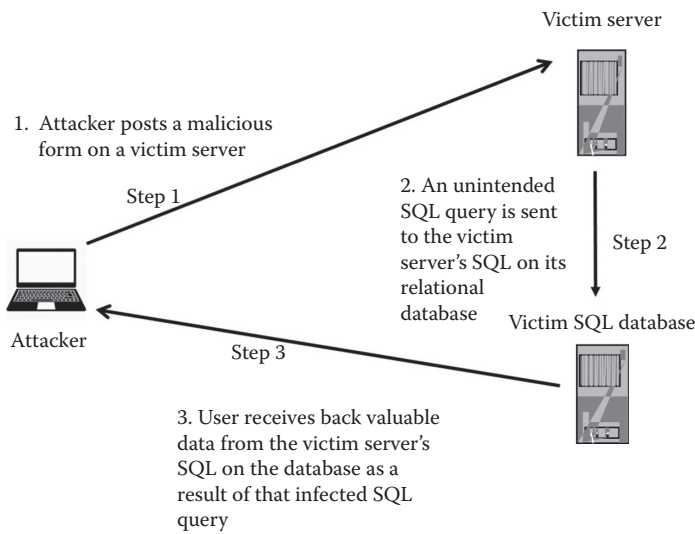 Victim server
1. Attacker posts a malicious
form on a victim server
Step 1
2. An unintended
SQL query is sent
to the victim
server's SQL on its
relational
database
Step 2
Attacker
Victim SQL database
Step 3
3. User receives back valuable
data from the victim server's
SQL on the database as a
result of that infected SQL
query